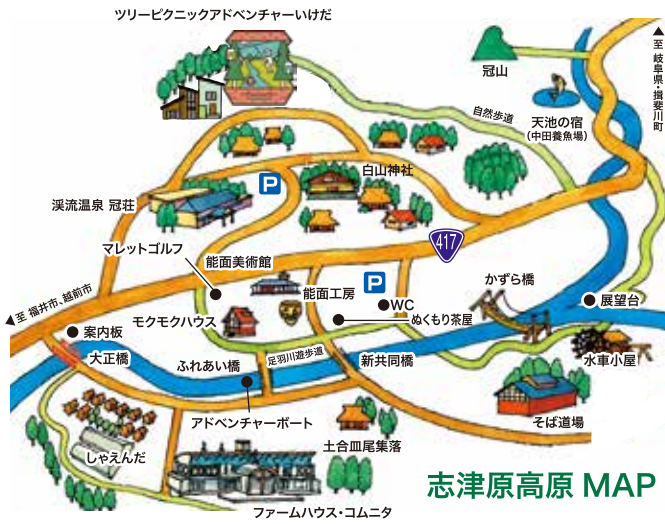 ツリーピクニックアドベンチャーいけだ
至 岐阜県・揖斐川町
冠山
天池の宿
(中田養魚場)
自然歩道
白山神社
P
渓流温泉 冠荘
417
マレットゴルフ
能面美術館
至 福井市、越前市
能面工房
P
かずら橋
WC
展望台
モクモクハウス
ぬくもり茶屋
案内板
大正橋
ふれあい橋
足羽川遊歩道
新共同橋
水車小屋
アドベンチャーボート
そば道場
土合皿尾集落
しゃえんだ
志津原高原 MAP
ファームハウス・コムニタ